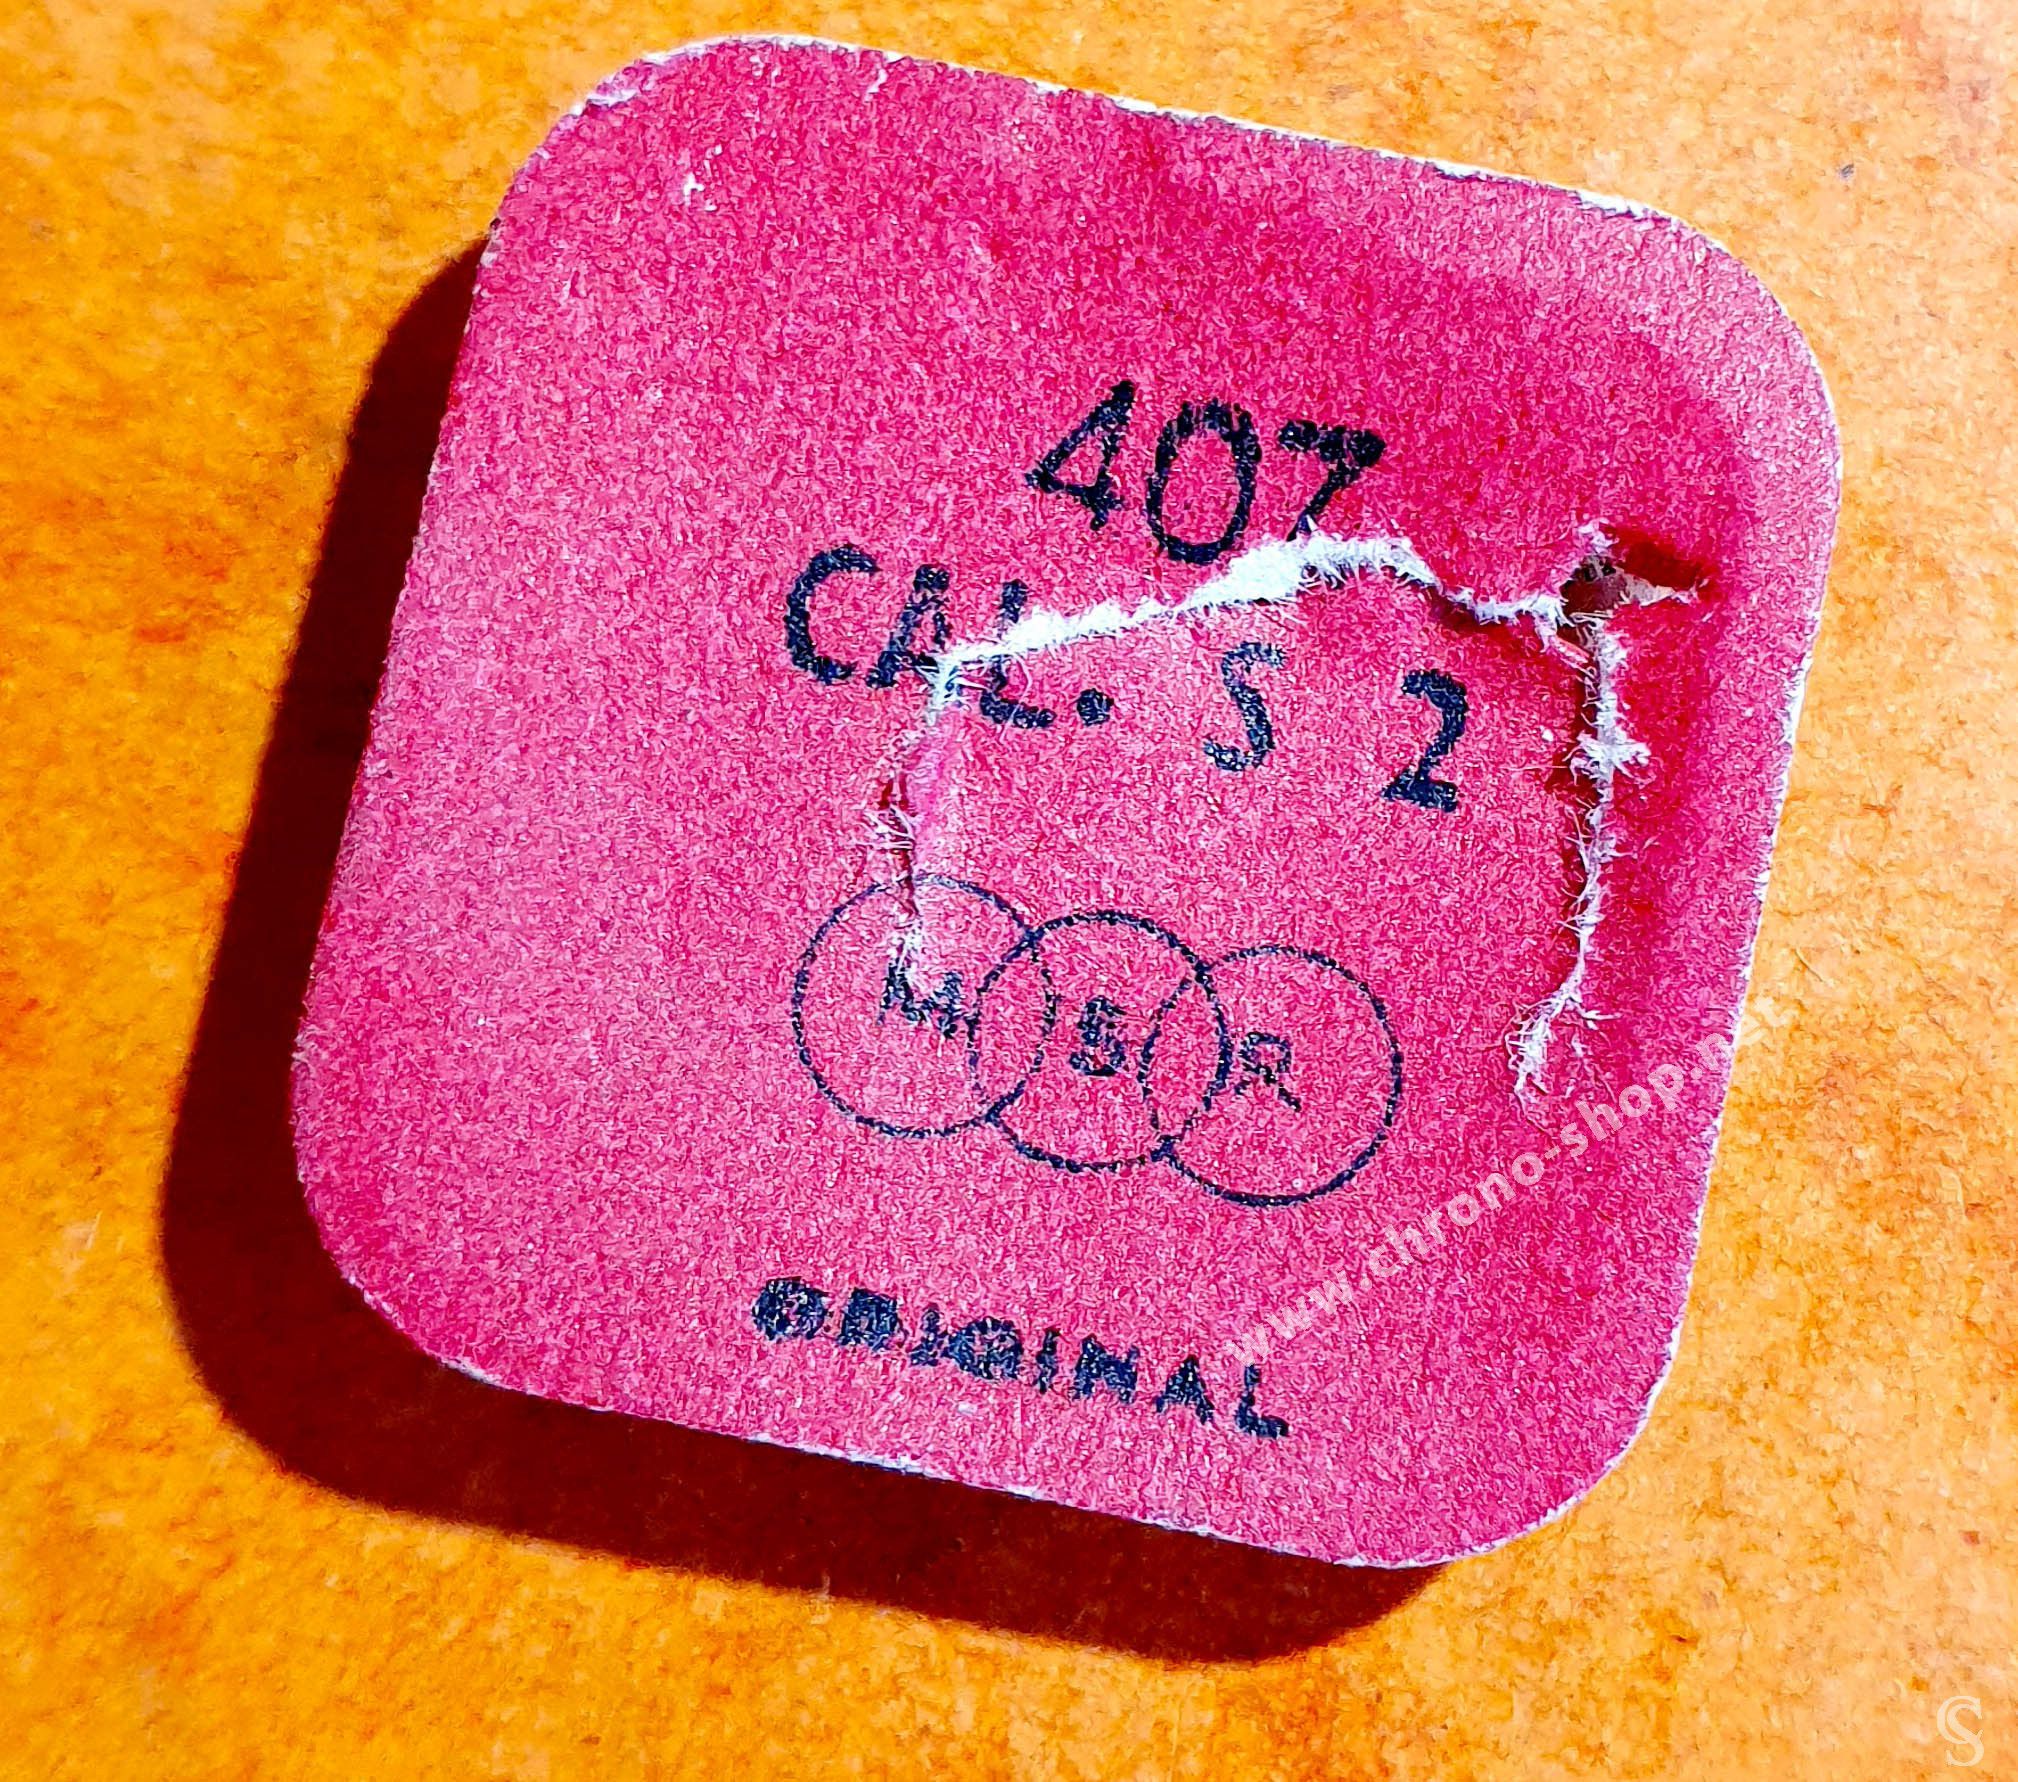 407
CAL. S 2
M S R
ORIGINAL
www.chrono-shop.net
S